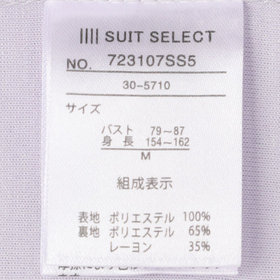 SUIT SELECT
NO. 723107SS5
30-5710
サイズ
バスト 79~87
身長 154~162
M
組成表示
表地 ポリエステル 100%
裏地 ポリエステル 65%
レーヨン 35%